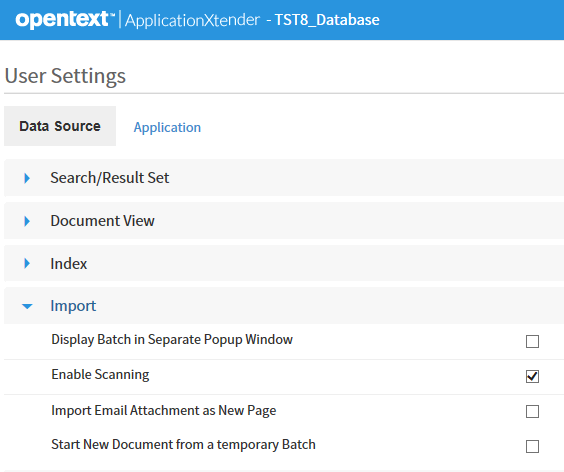 opentext™ | ApplicationXtender - TST8_Database
User Settings
Data Source Application
Search/Result Set
Document View
Index
Import
Display Batch in Separate Popup Window
Enable Scanning
Import Email Attachment as New Page
Start New Document from a temporary Batch